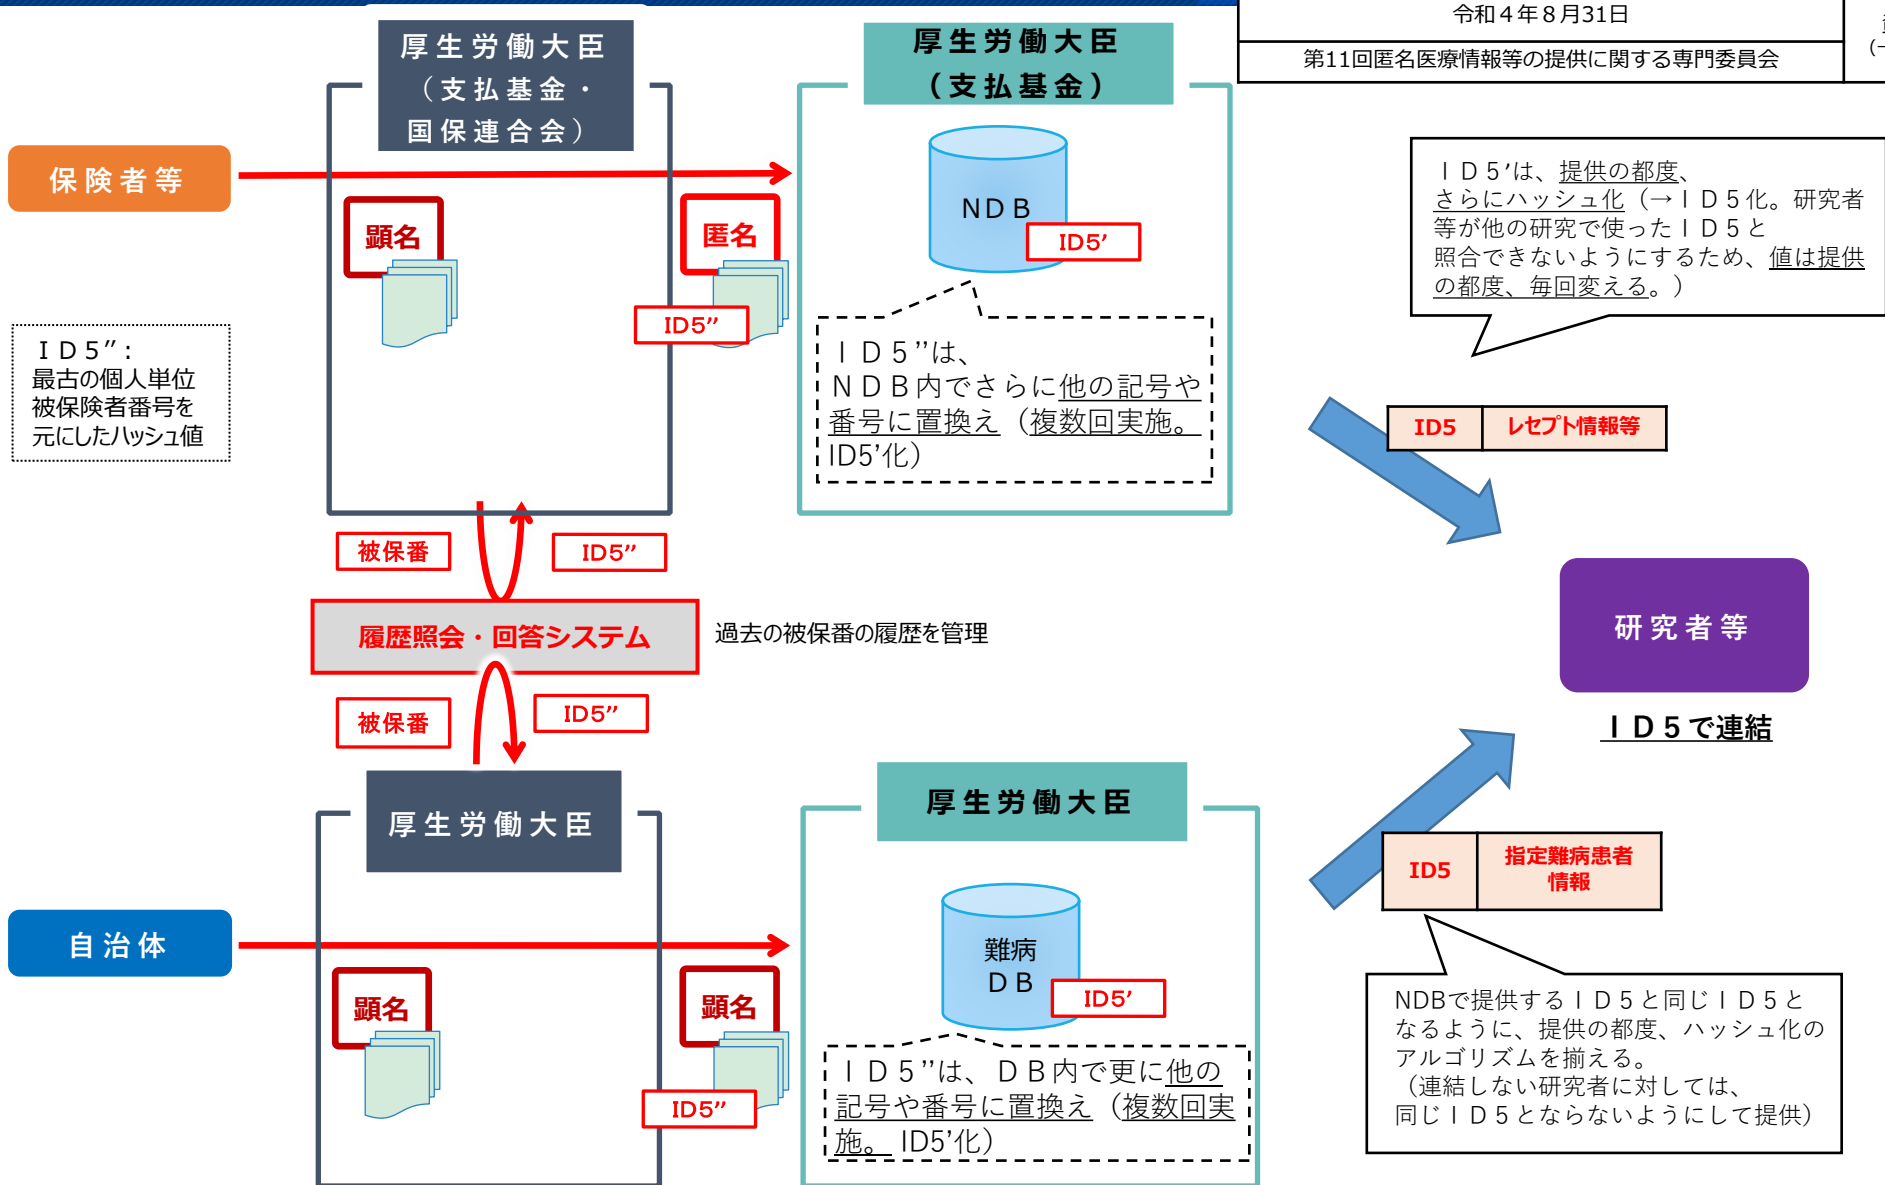 令和４年８月31日
第11回匿名医療情報等の提供に関する専門委員会
厚生労働大臣
（支払基金・
国保連合会）
厚生労働大臣
（支払基金）
保険者等
顕名
匿名
ID5’’
NDB
ID5’
ＩＤ５’は、提供の都度、
さらにハッシュ化（→ＩＤ５化。研究者
等が他の研究で使ったＩＤ５と
照合できないようにするため、値は提供
の都度、毎回変える。）
ＩＤ５’’：
最古の個人単位
被保険者番号を
元にしたハッシュ値
ＩＤ５’’は、
ＮＤＢ内でさらに他の記号や
番号に置換え（複数回実施。
ID5’化）
ID5
レセプト情報等
被保番
ID5’’
履歴照会・回答システム
過去の被保番の履歴を管理
被保番
ID5’’
研究者等
ＩＤ５で連結
厚生労働大臣
厚生労働大臣
ID5
指定難病患者
情報
自治体
顕名
顕名
ID5’’
難病
ＤＢ
ID5’
ＩＤ５’’は、ＤＢ内で更に他の
記号や番号に置換え（複数回実
施。ID5’化）
NDBで提供するＩＤ５と同じＩＤ５と
なるように、提供の都度、ハッシュ化の
アルゴリズムを揃える。
（連結しない研究者に対しては、
同じＩＤ５とならないようにして提供）